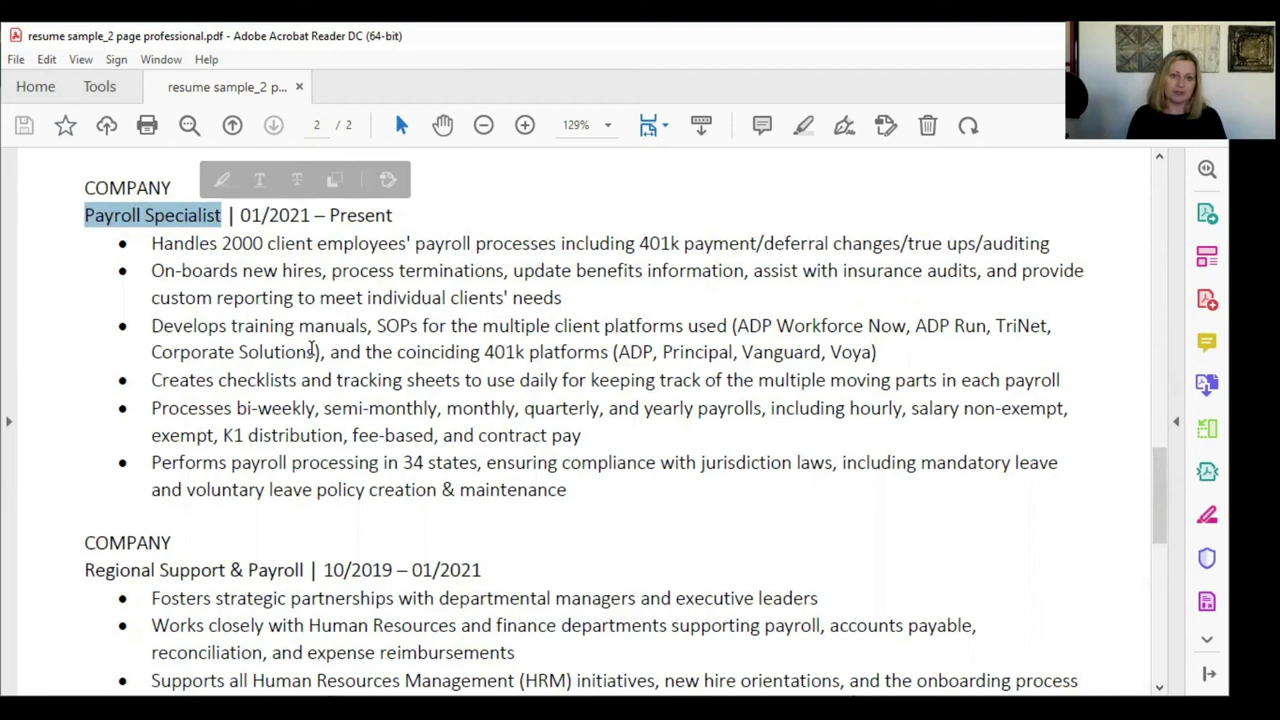 resume sample_2 page professional.pdf - Adobe Acrobat Reader DC (64-bit)
File Edit View Sign Window Help
Home Tools resume sample_2 p... ×
2 / 2 129%
COMPANY
Payroll Specialist | 01/2021 – Present
• Handles 2000 client employees' payroll processes including 401k payment/deferral changes/true ups/auditing
• On-boards new hires, process terminations, update benefits information, assist with insurance audits, and provide
custom reporting to meet individual clients' needs
• Develops training manuals, SOPs for the multiple client platforms used (ADP Workforce Now, ADP Run, TriNet,
Corporate Solutions), and the coinciding 401k platforms (ADP, Principal, Vanguard, Voya)
• Creates checklists and tracking sheets to use daily for keeping track of the multiple moving parts in each payroll
• Processes bi-weekly, semi-monthly, monthly, quarterly, and yearly payrolls, including hourly, salary non-exempt,
exempt, K1 distribution, fee-based, and contract pay
• Performs payroll processing in 34 states, ensuring compliance with jurisdiction laws, including mandatory leave
and voluntary leave policy creation & maintenance
COMPANY
Regional Support & Payroll | 10/2019 – 01/2021
• Fosters strategic partnerships with departmental managers and executive leaders
• Works closely with Human Resources and finance departments supporting payroll, accounts payable,
reconciliation, and expense reimbursements
• Supports all Human Resources Management (HRM) initiatives, new hire orientations, and the onboarding process